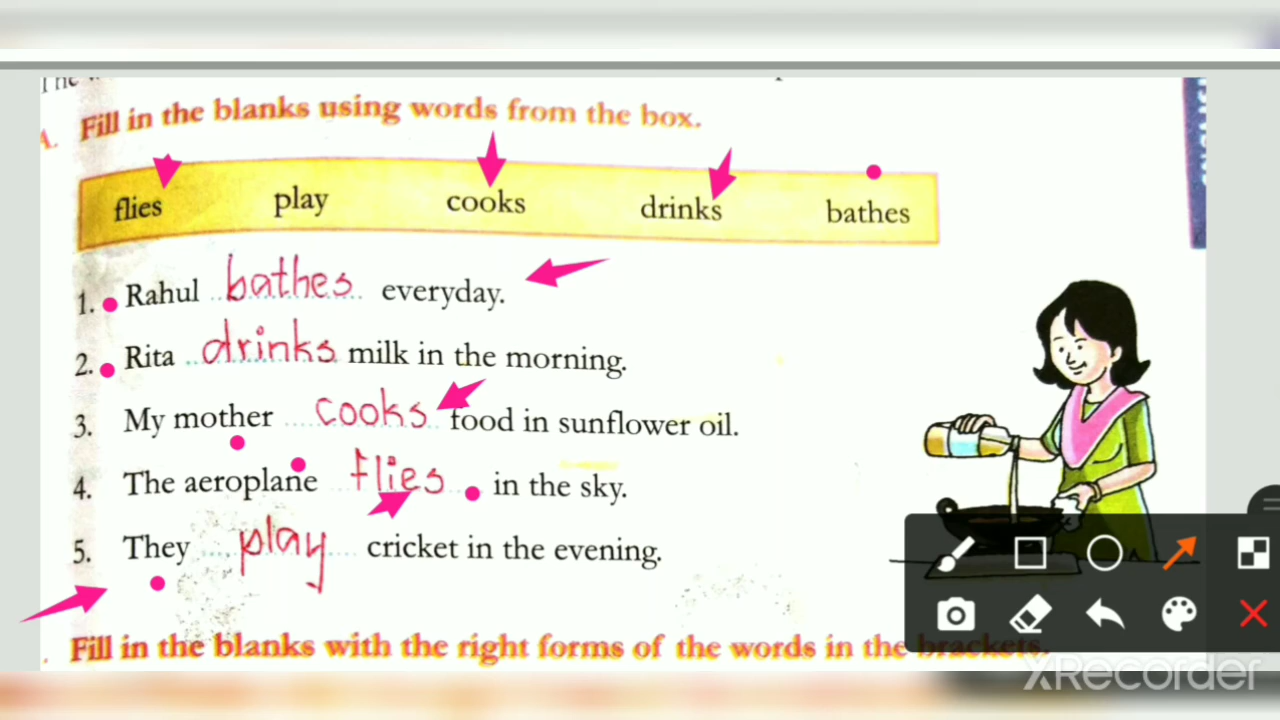 A. Fill in the blanks using words from the box.
flies play cooks drinks bathes
1. Rahul bathes everyday.
2. Rita drinks milk in the morning.
3. My mother cooks food in sunflower oil.
4. The aeroplane flies in the sky.
5. They play cricket in the evening.
. Fill in the blanks with the right forms of the words in the brackets.
XRecorder